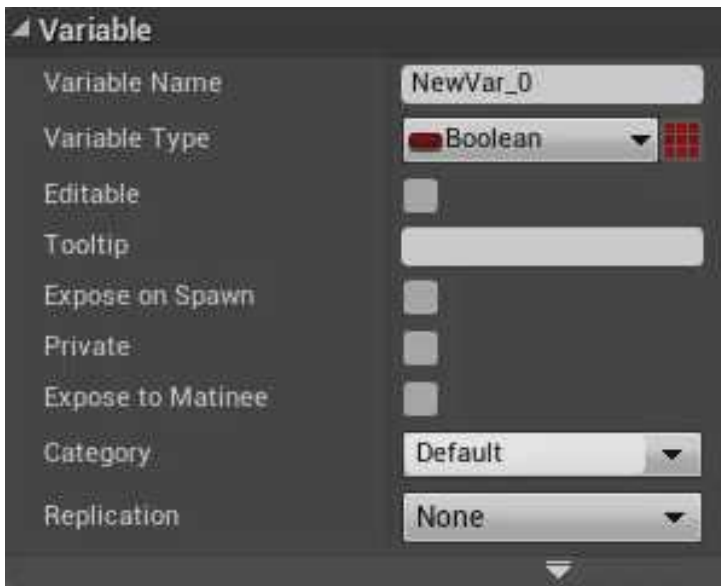 Variable
Variable Name NewVar_0
Variable Type Boolean
Editable
Tooltip
Expose on Spawn
Private
Expose to Matinee
Category Default
Replication None